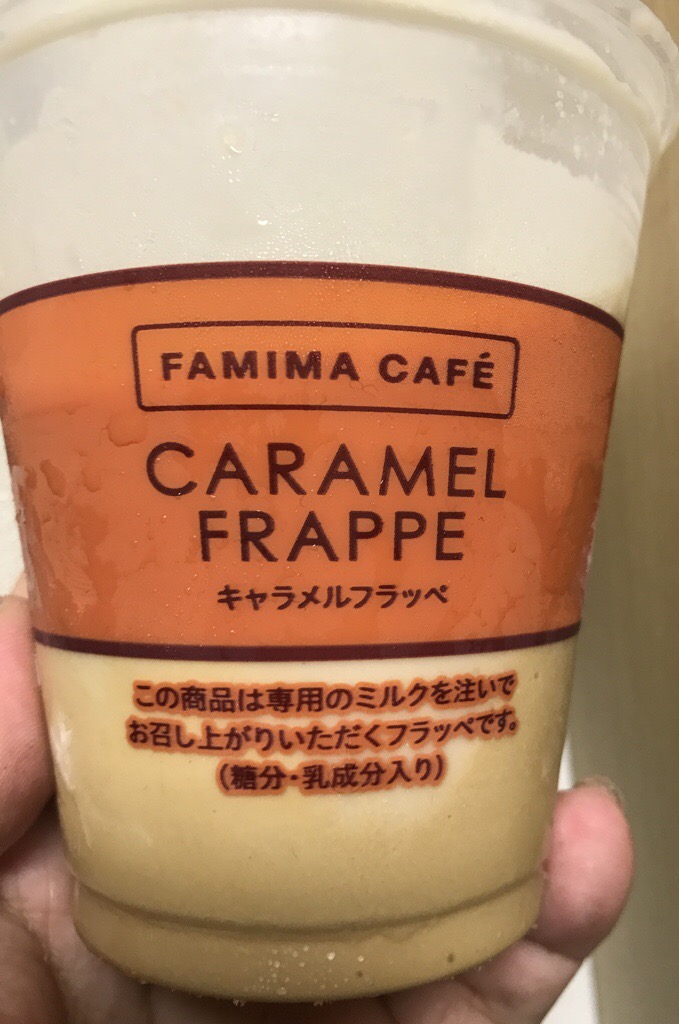 FAMIMA CAFÉ
CARAMEL
FRAPPE
キャラメルフラッペ
この商品は専用のミルクを注いで
お召し上がりいただくフラッペです。
(糖分・乳成分入り)